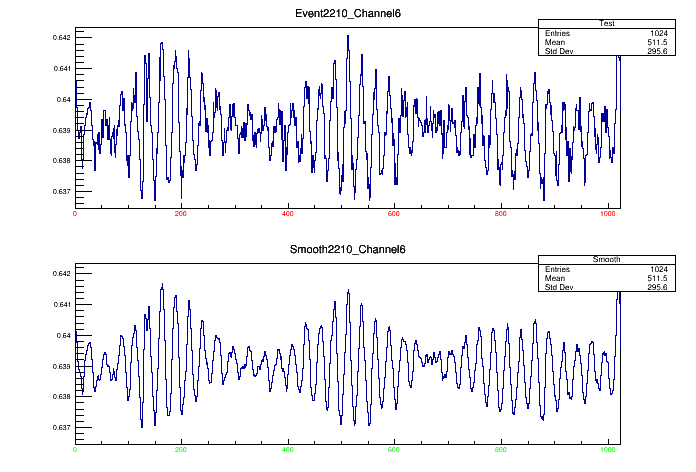 Event2210_Channel6
Test
Entries 1024
Mean 511.5
Std Dev 295.6
0.642
0.641
0.64
0.639
0.638
0.637
0 200 400 600 800 1000
Smooth2210_Channel6
Smooth
Entries 1024
Mean 511.5
Std Dev 295.6
0.642
0.641
0.64
0.639
0.638
0.637
0 200 400 600 800 1000